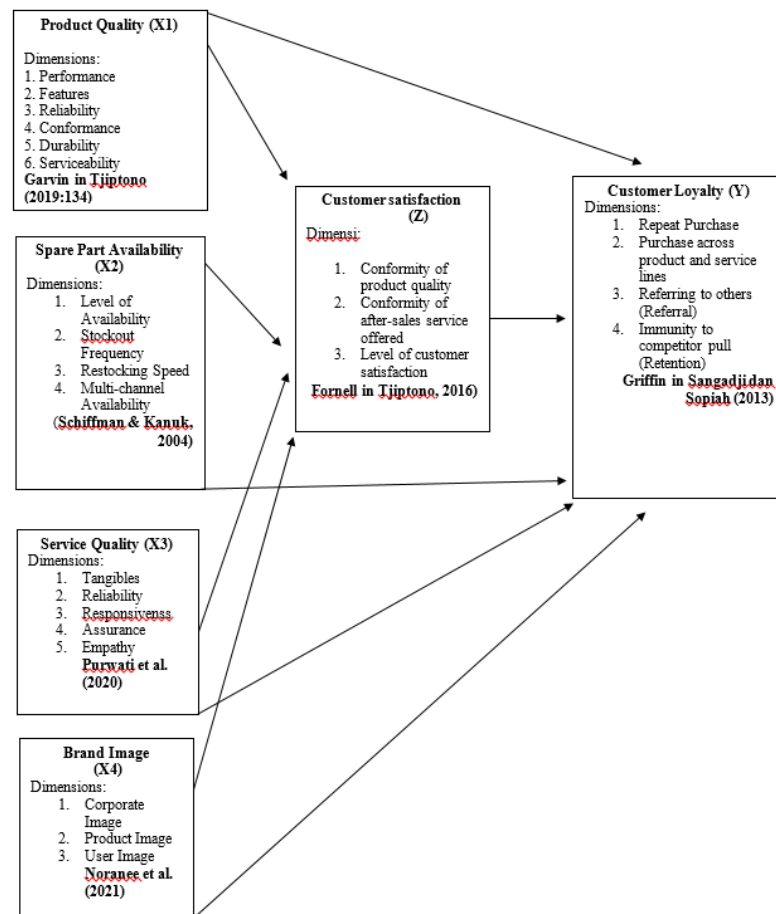 Product Quality (X1)
Dimensions:
1. Performance
2. Features
3. Reliability
4. Conformance
5. Durability
6. Serviceability
Garvin in Tjiptono
(2019:134)
Spare Part Availability
(X2)
Dimensions:
1. Level of
Availability
2. Stockout
Frequency
3. Restocking Speed
4. Multi-channel
Availability
(Schiffman & Kanuk,
2004)
Service Quality (X3)
Dimensions:
1. Tangibles
2. Reliability
3. Responsivenss
4. Assurance
5. Empathy
Purwati et al.
(2020)
Brand Image
(X4)
Dimensions:
1. Corporate
Image
2. Product Image
3. User Image
Noranee et al.
(2021)
Customer satisfaction
(Z)
Dimensi:
1. Conformity of
product quality
2. Conformity of
after-sales service
offered
3. Level of customer
satisfaction
Fornell in Tjiptono, 2016)
Customer Loyalty (Y)
Dimensions:
1. Repeat Purchase
2. Purchase across
product and service
lines
3. Referring to others
(Referral)
4. Immunity to
competitor pull
(Retention)
Griffin in Sangadjidan
Sopiah (2013)